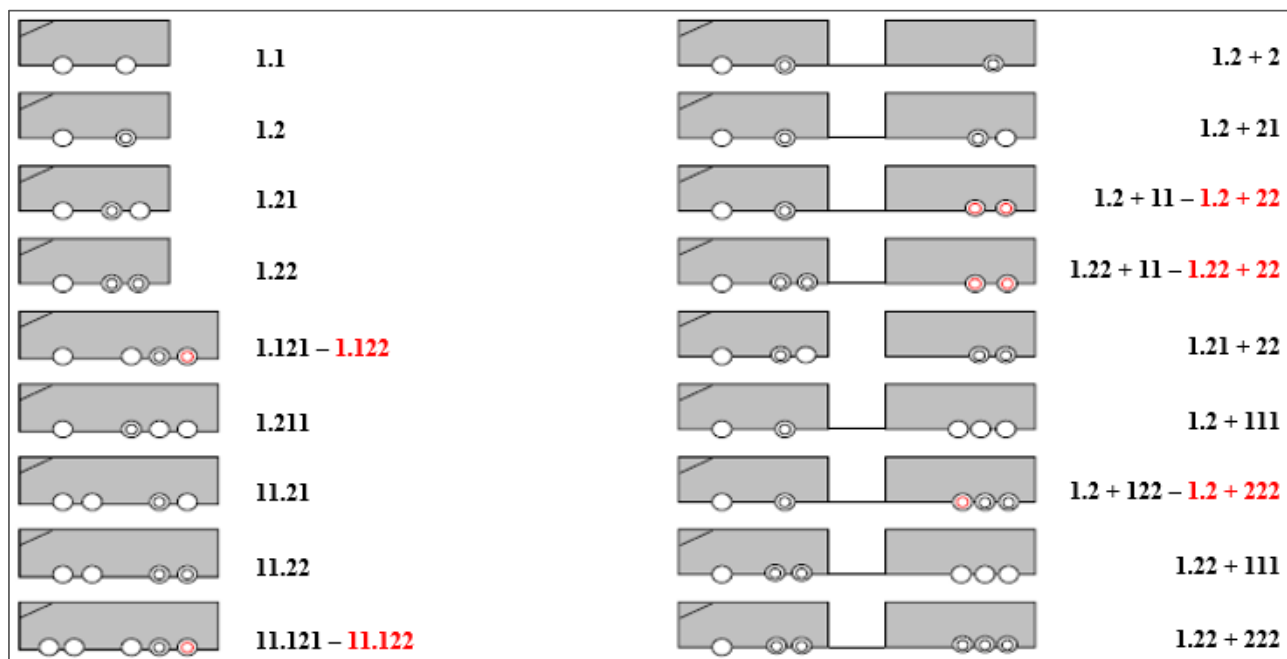 1.1
1.2
1.21
1.22
1.121 – 1.122
1.211
11.21
11.22
11.121 – 11.122
1.2 + 2
1.2 + 21
1.2 + 11 – 1.2 + 22
1.22 + 11 – 1.22 + 22
1.21 + 22
1.2 + 111
1.2 + 122 – 1.2 + 222
1.22 + 111
1.22 + 222